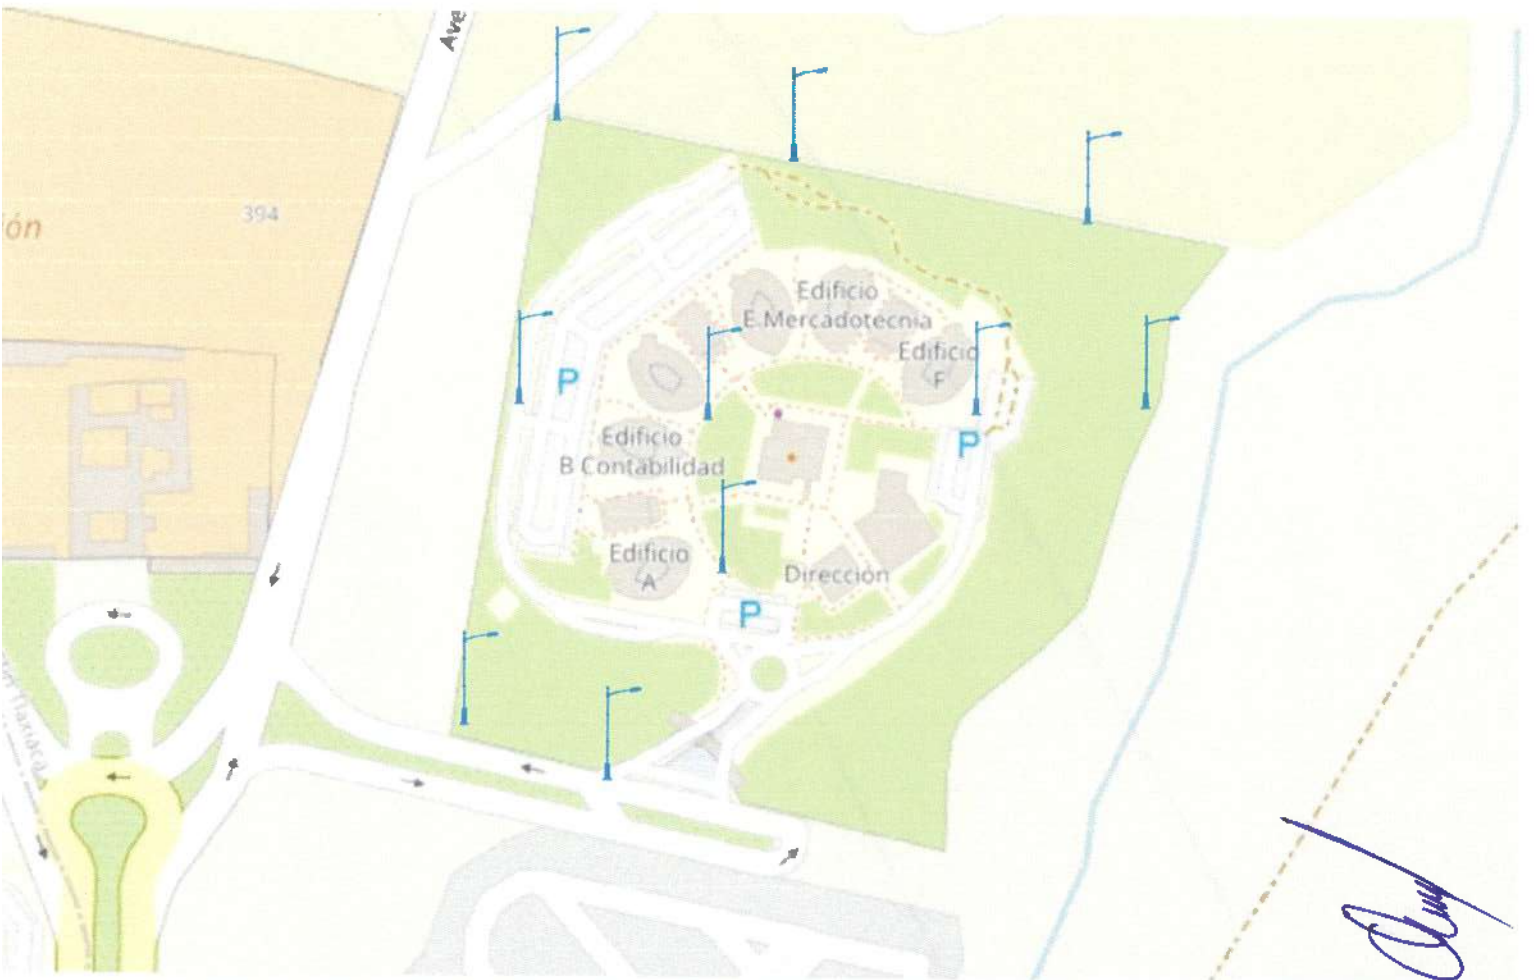 Ave
394
ón
Edificio
E Mercadotecnia
Edificio
F
P
Edificio
B Contabilidad
P
Edificio
A
Dirección
P